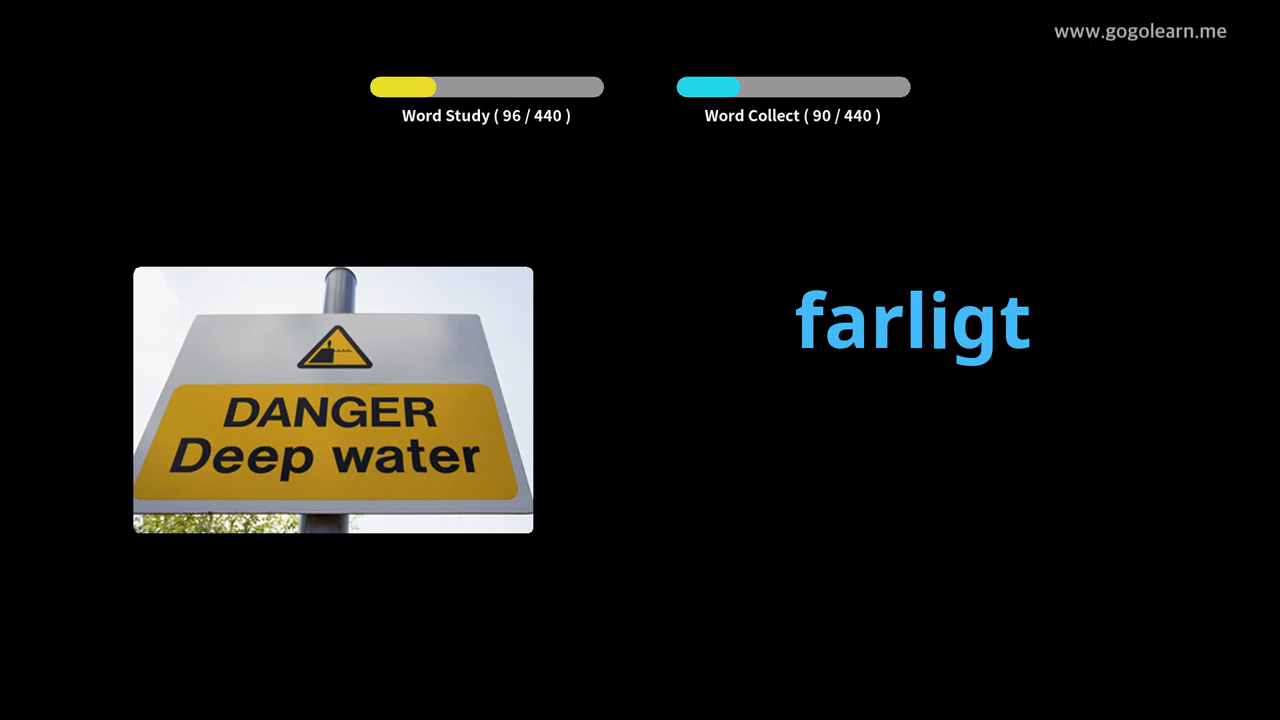 www.gogolearn.me
Word Study ( 96 / 440 )
Word Collect ( 90 / 440 )
DANGER
Deep water
farligt